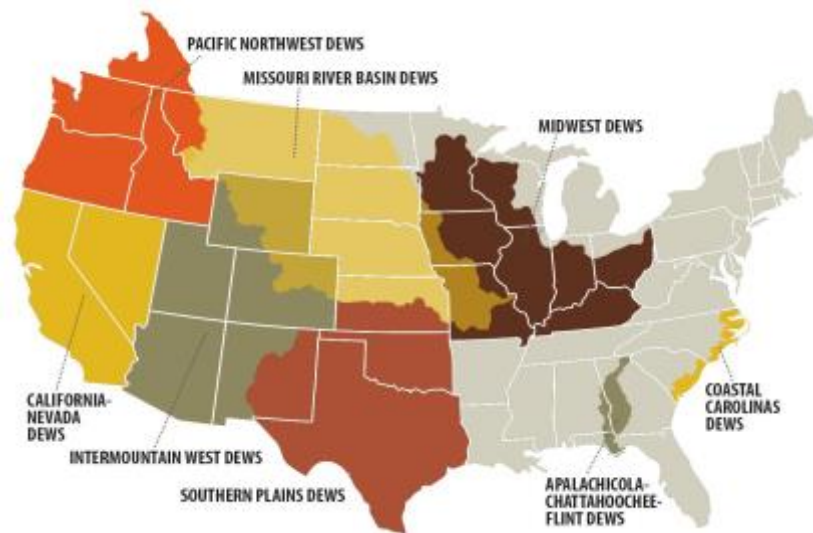 PACIFIC NORTHWEST DEWS
MISSOURI RIVER BASIN DEWS
MIDWEST DEWS
CALIFORNIA-
NEVADA
DEWS
INTERMOUNTAIN WEST DEWS
SOUTHERN PLAINS DEWS
COASTAL
CAROLINAS
DEWS
APALACHICOLA-
CHATTAHOOCHEE-
FLINT DEWS